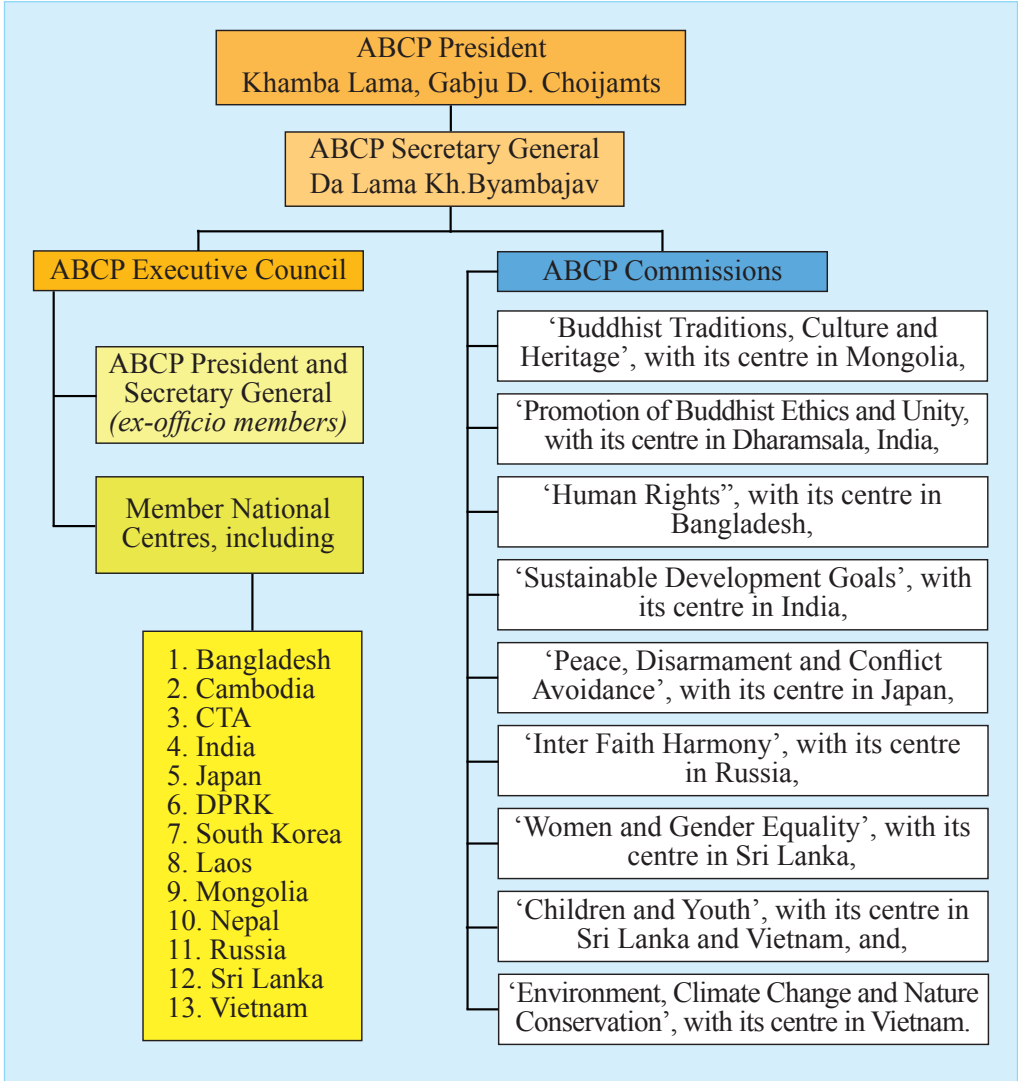 ABCP President
Khamba Lama, Gabju D. Choijamts
ABCP Secretary General
Da Lama Kh.Byambajav
ABCP Executive Council
ABCP President and
Secretary General
(ex-officio members)
Member National
Centres, including
1. Bangladesh
2. Cambodia
3. CTA
4. India
5. Japan
6. DPRK
7. South Korea
8. Laos
9. Mongolia
10. Nepal
11. Russia
12. Sri Lanka
13. Vietnam
ABCP Commissions
‘Buddhist Traditions, Culture and
Heritage’, with its centre in Mongolia,
‘Promotion of Buddhist Ethics and Unity,
with its centre in Dharamsala, India,
‘Human Rights”, with its centre in
Bangladesh,
‘Sustainable Development Goals’, with
its centre in India,
‘Peace, Disarmament and Conflict
Avoidance’, with its centre in Japan,
‘Inter Faith Harmony’, with its centre
in Russia,
‘Women and Gender Equality’, with its
centre in Sri Lanka,
‘Children and Youth’, with its centre in
Sri Lanka and Vietnam, and,
‘Environment, Climate Change and Nature
Conservation’, with its centre in Vietnam.